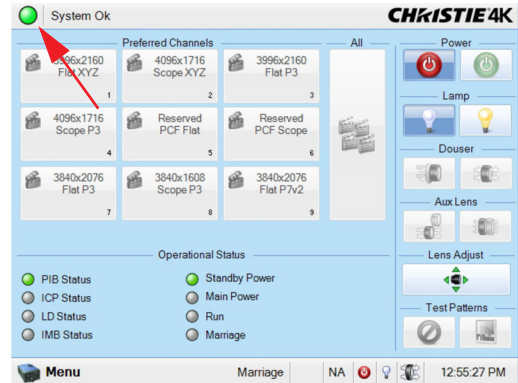 System Ok
CHRISTIE 4K
Preferred Channels
All
Power
3996x2160
Flat XYZ
1
4096x1716
Scope XYZ
2
3996x2160
Flat P3
3
Lamp
4096x1716
Scope P3
4
Reserved
PCF Flat
5
Reserved
PCF Scope
6
Douser
3840x2076
Flat P3
7
3840x1608
Scope P3
8
3840x2076
Flat P7v2
9
Aux Lens
Operational Status
Lens Adjust
PIB Status
Standby Power
ICP Status
Main Power
LD Status
Run
IMB Status
Marriage
Test Patterns
Menu
Marriage
NA
12:55:27 PM